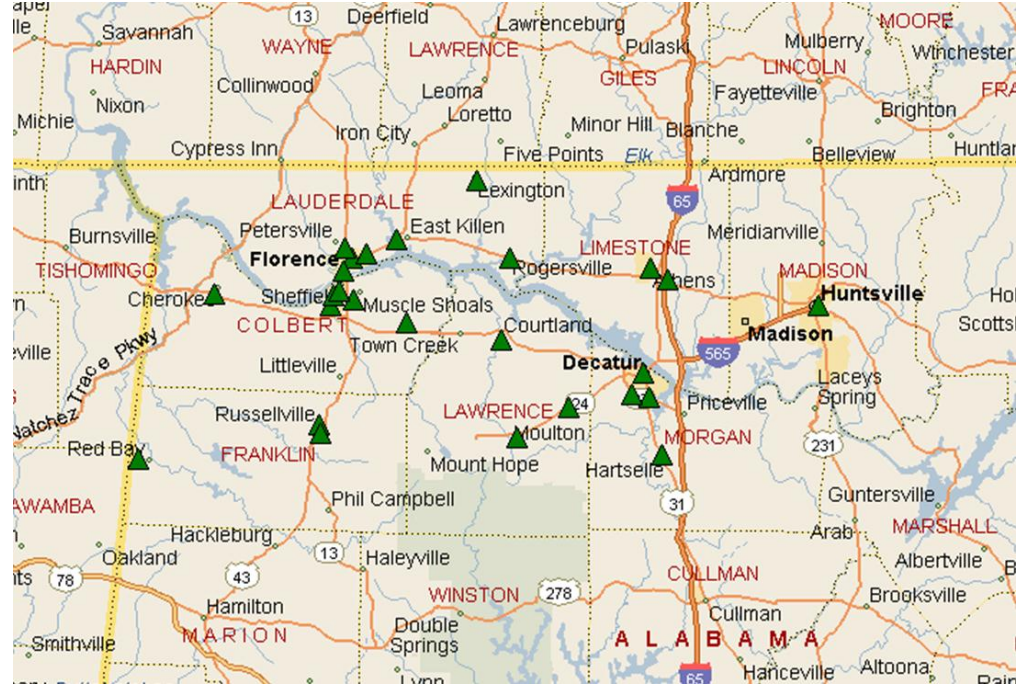 13
Deerfield
Lawrenceburg
MOORE
Savannah
WAYNE
LAWRENCE
Pulaski
Mulberry
Winchester
HARDIN
Collinwood
GILES
LINCOLN
Nixon
Leoma
Fayetteville
Michie
Loretto
Brighton
Iron City
Minor Hill
Blanche
Cypress Inn
Five Points
Elk
Belleview
Ardmore
Lexington
65
LAUDERDALE
Burnsville
Petersville
East Killen
LIMESTONE
Meridianville
Florence
Rogersville
TISHOMINGO
Athens
MADISON
Cherokee
Sheffield
Muscle Shoals
Huntsville
COLBERT
Courtland
Madison
Town Creek
565
Natchez Trace Pkwy
Littleville
Decatur
Laceys
Spring
Russellville
LAWRENCE
24
Priceville
Red Bay
FRANKLIN
Moulton
MORGAN
231
Mount Hope
Hartselle
Phil Campbell
31
Guntersville
Hackleburg
Arab
MARSHALL
Oakland
13
Haleyville
Albertville
78
43
CULLMAN
WINSTON
278
Brooksville
Hamilton
Cullman
MARION
Double
Springs
ALABAMA
Smithville
Hanceville
Altoona
65